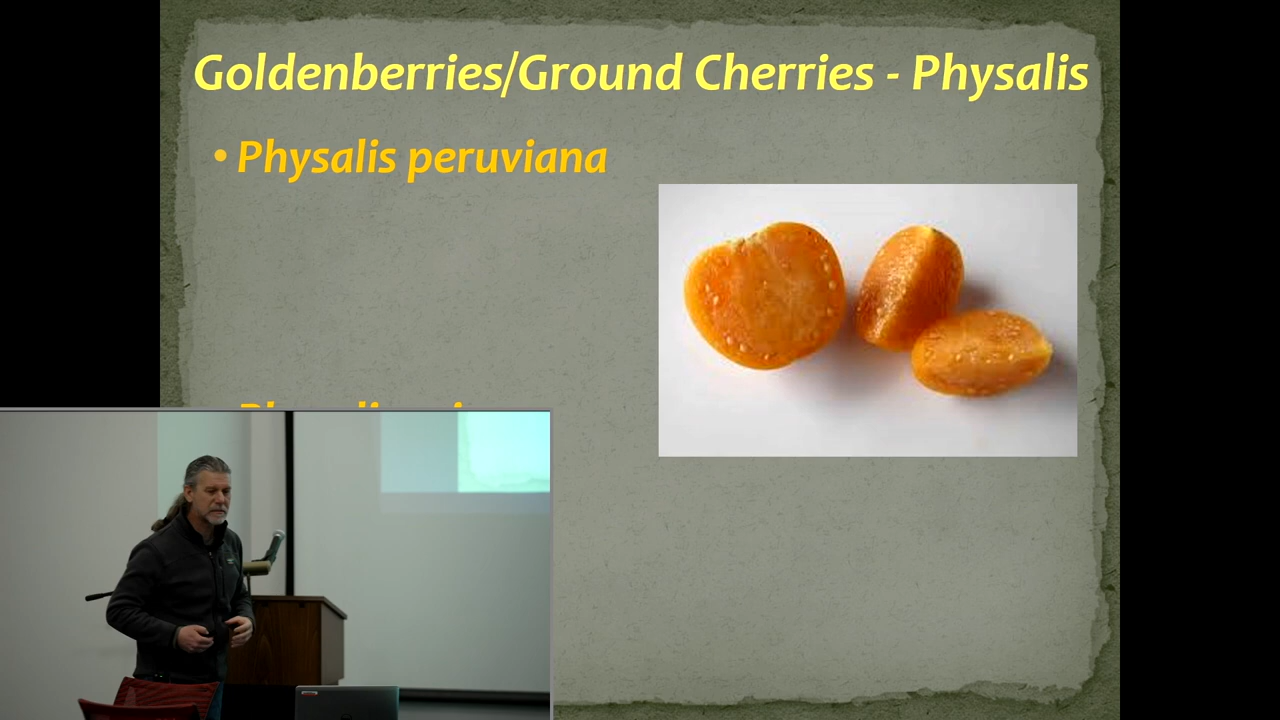 Goldenberries/Ground Cherries - Physalis
• Physalis peruviana